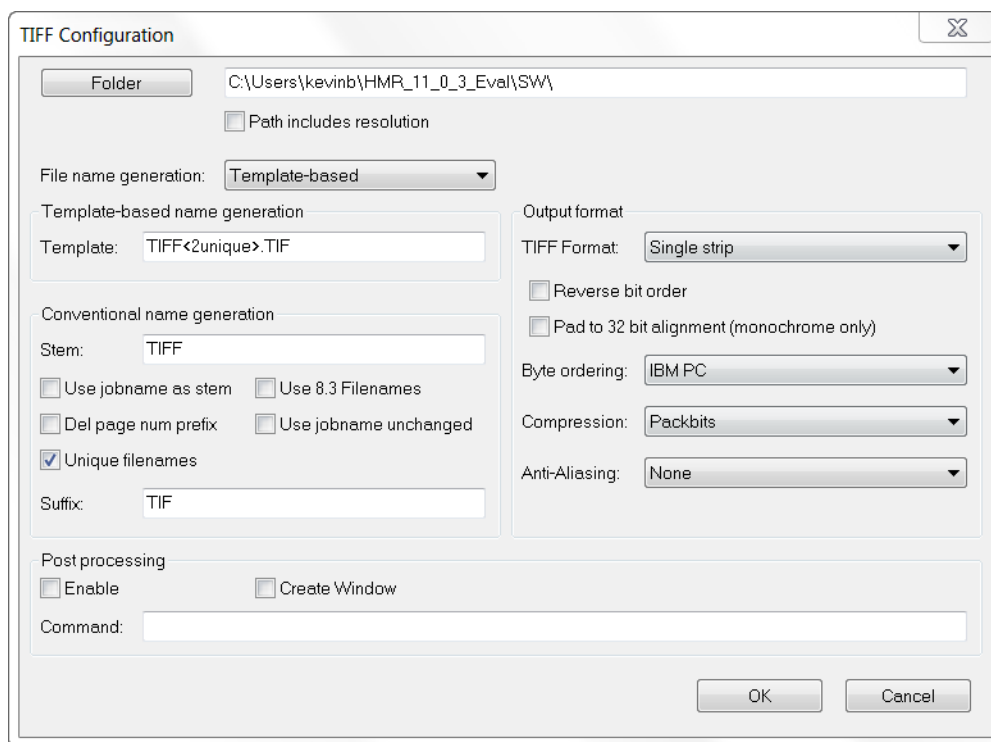 TIFF Configuration
Folder C:\Users\kevinb\HMR_11_0_3_Eval\SW\
Path includes resolution
File name generation: Template-based
Template-based name generation
Template: TIFF<2unique>.TIF
Conventional name generation
Stem: TIFF
Use jobname as stem Use 8.3 Filenames
Del page num prefix Use jobname unchanged
Unique filenames
Suffix: TIF
Output format
TIFF Format: Single strip
Reverse bit order
Pad to 32 bit alignment (monochrome only)
Byte ordering: IBM PC
Compression: Packbits
Anti-Aliasing: None
Post processing
Enable Create Window
Command:
OK Cancel